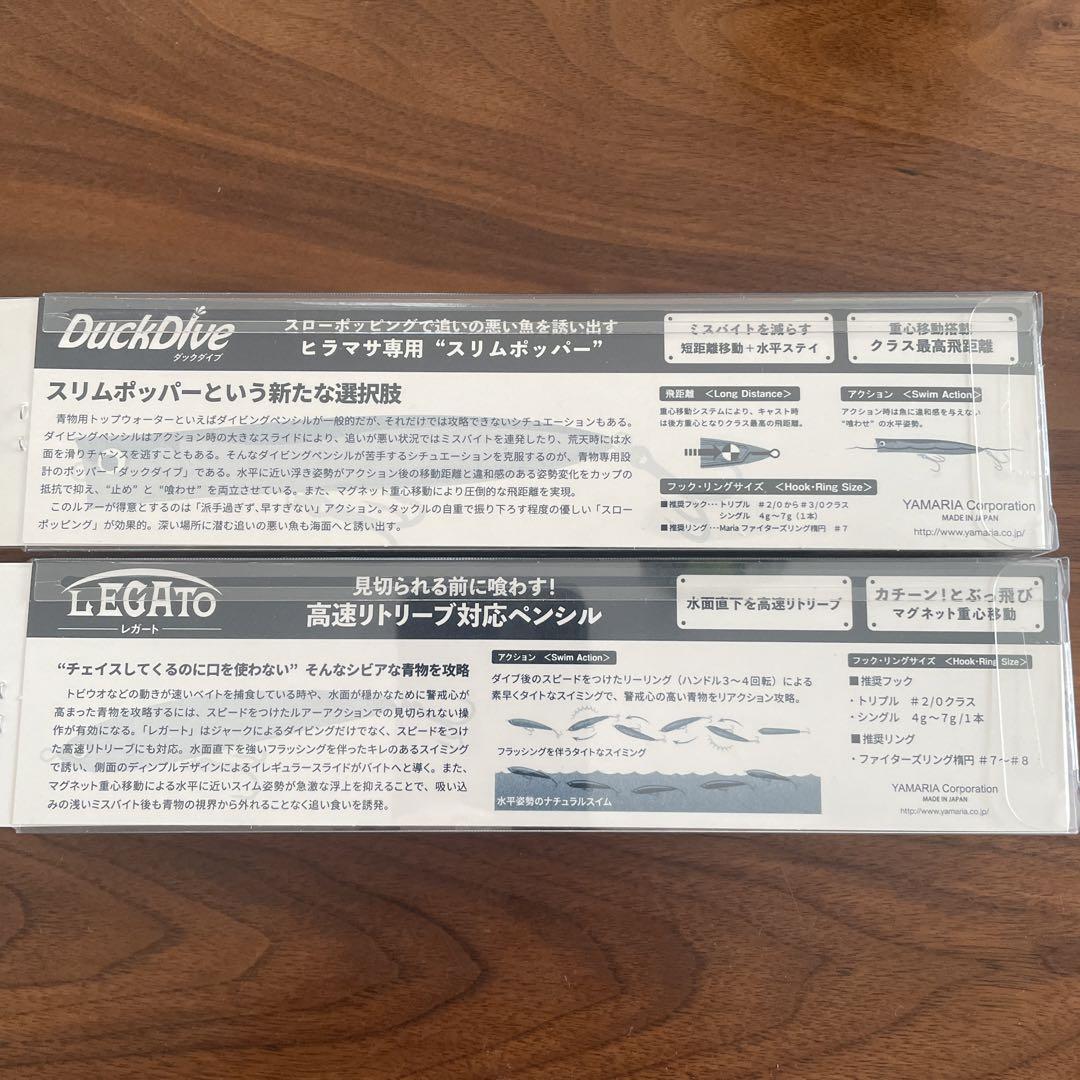 DuckDive
ダックダイブ
スローポッピングで追いの悪い魚を誘い出す
ヒラマサ専用 “スリムポッパー”
ミスバイトを減らす
短距離移動+水平ステイ
重心移動搭載
クラス最高飛距離
スリムポッパーという新たな選択肢
青物用トップウォーターといえばダイビングペンシルが一般的だが、それだけでは攻略できないシチュエーションもある。
ダイビングペンシルはアクション時の大きなスライドにより、追いが悪い状況ではミスバイトを連発したり、荒天時には水
面を滑りチャンスを逃すこともある。そんなダイビングペンシルが苦手するシチュエーションを克服するのが、青物専用設
計のポッパー「ダックダイブ」である。水平に近い浮き姿勢がアクション後の移動距離と違和感のある姿勢変化をカップの
抵抗で抑え、“止め” と “喰わせ” を両立させている。また、マグネット重心移動により圧倒的な飛距離を実現。
このルアーが得意とするのは「派手過ぎず、早すぎない」アクション。タックルの自重で振り下ろす程度の優しい「スロー
ポッピング」が効果的。深い場所に潜む追いの悪い魚も海面へと誘い出す。
飛距離 <Long Distance>
重心移動システムにより、キャスト時
は後方重心となりクラス最高の飛距離。
アクション <Swim Action>
アクション時は魚に違和感を与えない
“喰わせ” の水平姿勢。
フック・リングサイズ <Hook・Ring Size>
■推奨フック‥‥トリプル #2/0から#3/0クラス
シングル 4g〜7g(1本)
■推奨リング‥‥Maria ファイターズリング楕円 #7
YAMARIA Corporation
MADE IN JAPAN
http://www.yamaria.co.jp/
LEGATO
レガート
見切られる前に喰わす!
高速リトリーブ対応ペンシル
水面直下を高速リトリーブ
カチーン!とぶっ飛び
マグネット重心移動
“チェイスしてくるのに口を使わない” そんなシビアな青物を攻略
トビウオなどの動きが速いベイトを捕食している時や、水面が穏かなために警戒心が
高まった青物を攻略するには、スピードをつけたルアーアクションでの見切られない操
作が有効になる。「レガート」はジャークによるダイビングだけでなく、スピードをつけ
た高速リトリーブにも対応。水面直下を強いフラッシングを伴ったキレのあるスイミング
で誘い、側面のディンプルデザインによるイレギュラースライドがバイトへと導く。また、
マグネット重心移動による水平に近いスイム姿勢が急激な浮上を抑えることで、吸い込
みの浅いミスバイト後も青物の視界から外れることなく追い食いを誘発。
アクション <Swim Action>
ダイブ後のスピードをつけたリーリング(ハンドル3〜4回転)による
素早くタイトなスイミングで、警戒心の高い青物をリアクション攻略。
フラッシングを伴うタイトなスイミング
水平姿勢のナチュラルスイム
フック・リングサイズ <Hook・Ring Size>
■推奨フック
・トリプル #2/0クラス
・シングル 4g〜7g/1本
■推奨リング
・ファイターズリング楕円 #7〜#8
YAMARIA Corporation
MADE IN JAPAN
http://www.yamaria.co.jp/